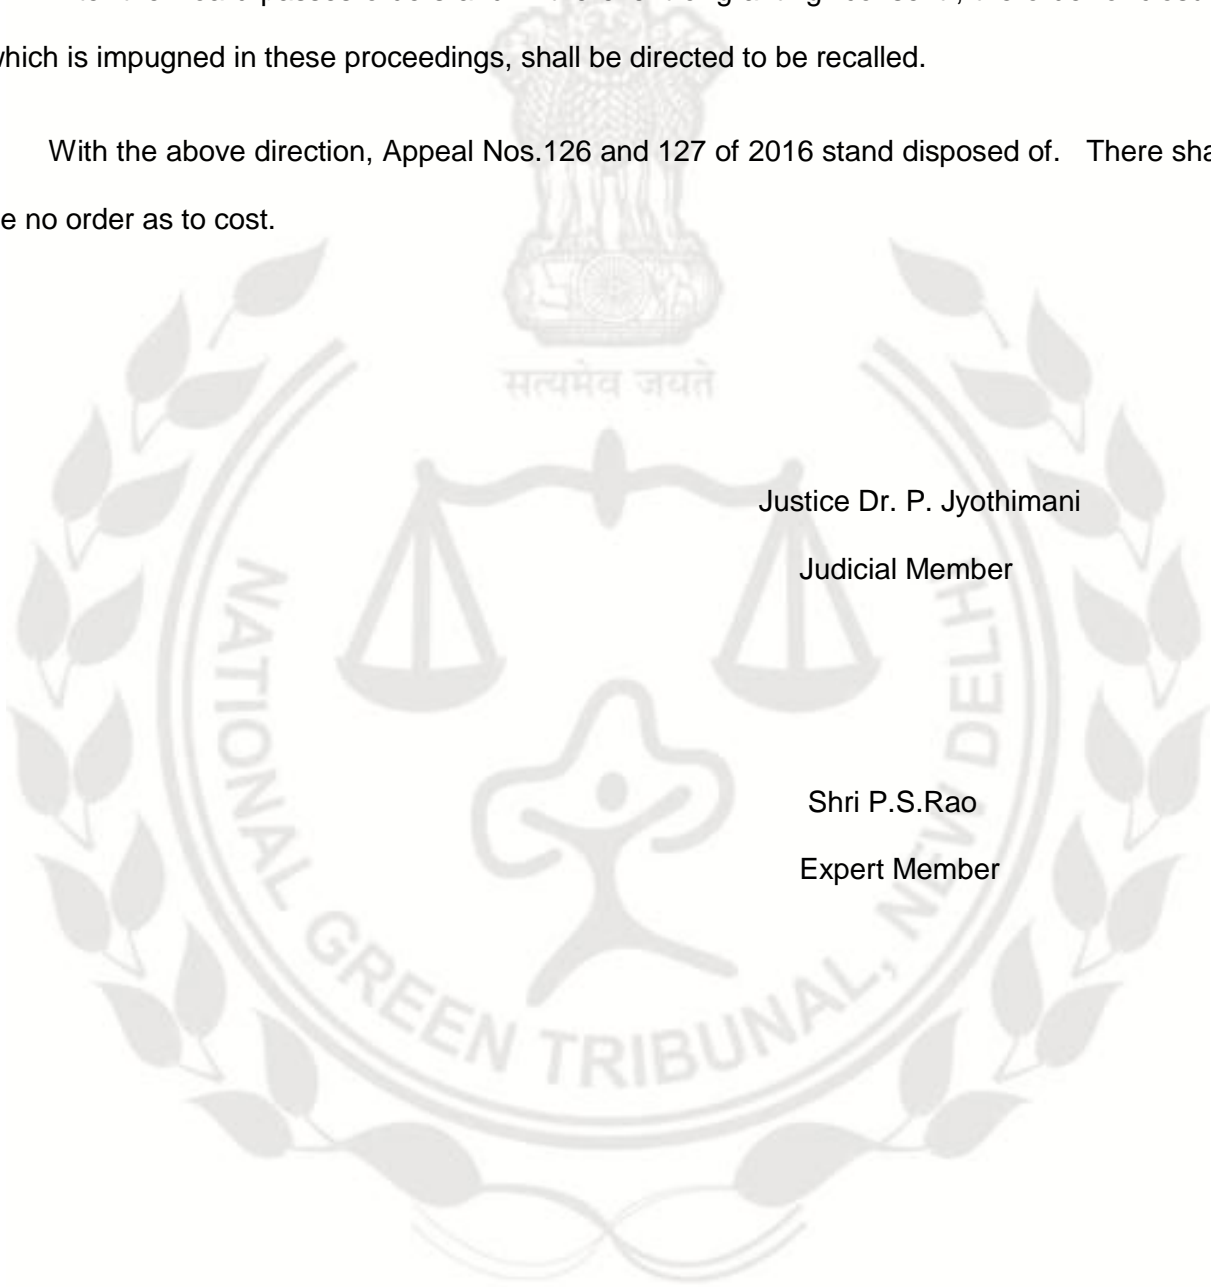 which is impugned in these proceedings, shall be directed to be recalled.
With the above direction, Appeal Nos.126 and 127 of 2016 stand disposed of. There sha
e no order as to cost.
सत्यमेव जयते
Justice Dr. P. Jyothimani
Judicial Member
Shri P.S.Rao
Expert Member
NATIONAL GREEN TRIBUNAL, NEW DELHI